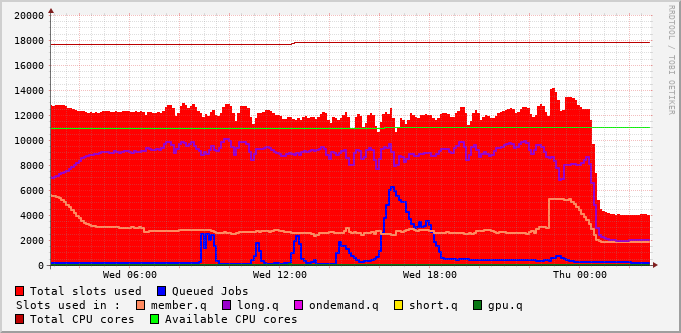 RRDTOOL / TOBI OETIKER
20000
18000
16000
14000
12000
10000
8000
6000
4000
2000
0
Wed 06:00 Wed 12:00 Wed 18:00 Thu 00:00
Total slots used Queued Jobs
Slots used in : member.q long.q ondemand.q short.q gpu.q
Total CPU cores Available CPU cores